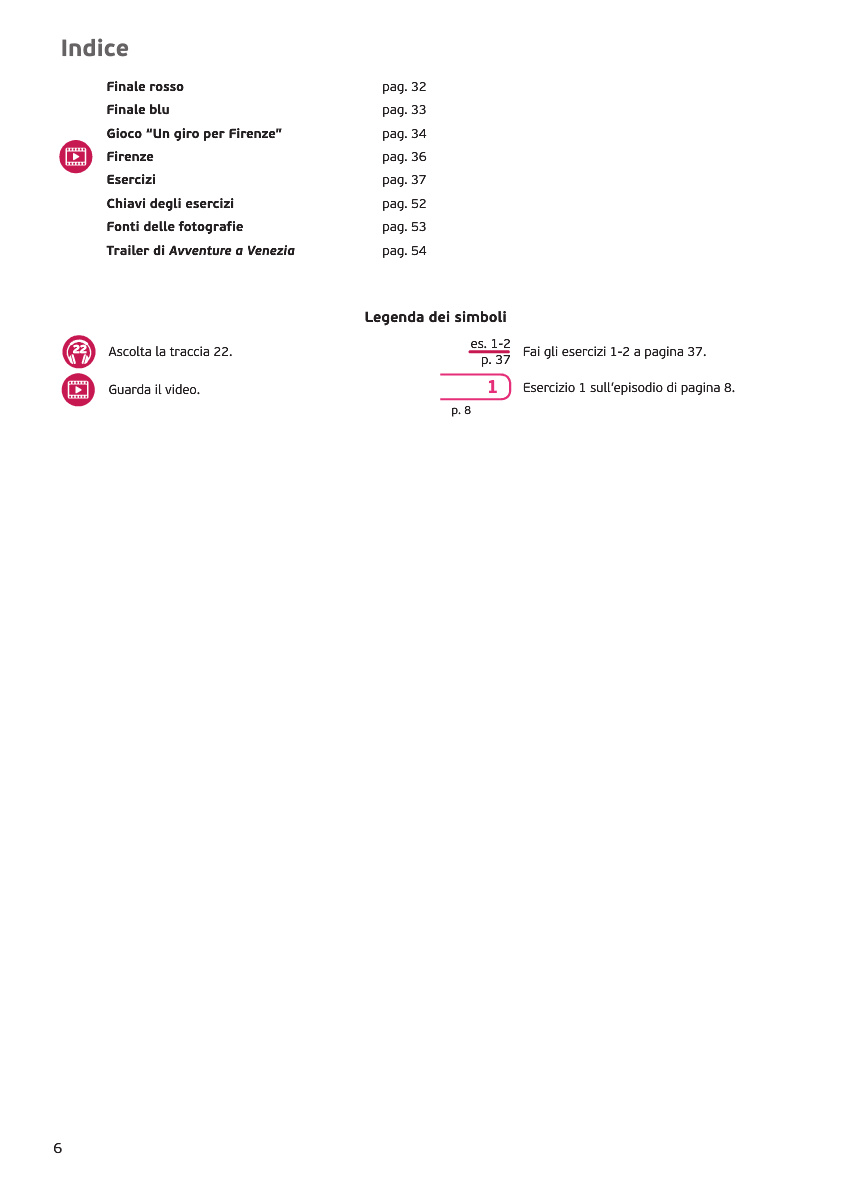 Indice
Finale rosso pag. 32
Finale blu pag. 33
Gioco “Un giro per Firenze” pag. 34
Firenze pag. 36
Esercizi pag. 37
Chiavi degli esercizi pag. 52
Fonti delle fotografie pag. 53
Trailer di Avventure a Venezia pag. 54
Legenda dei simboli
22 Ascolta la traccia 22.
Guarda il video.
es. 1-2
p. 37
Fai gli esercizi 1-2 a pagina 37.
1 Esercizio 1 sull’episodio di pagina 8.
p. 8
6